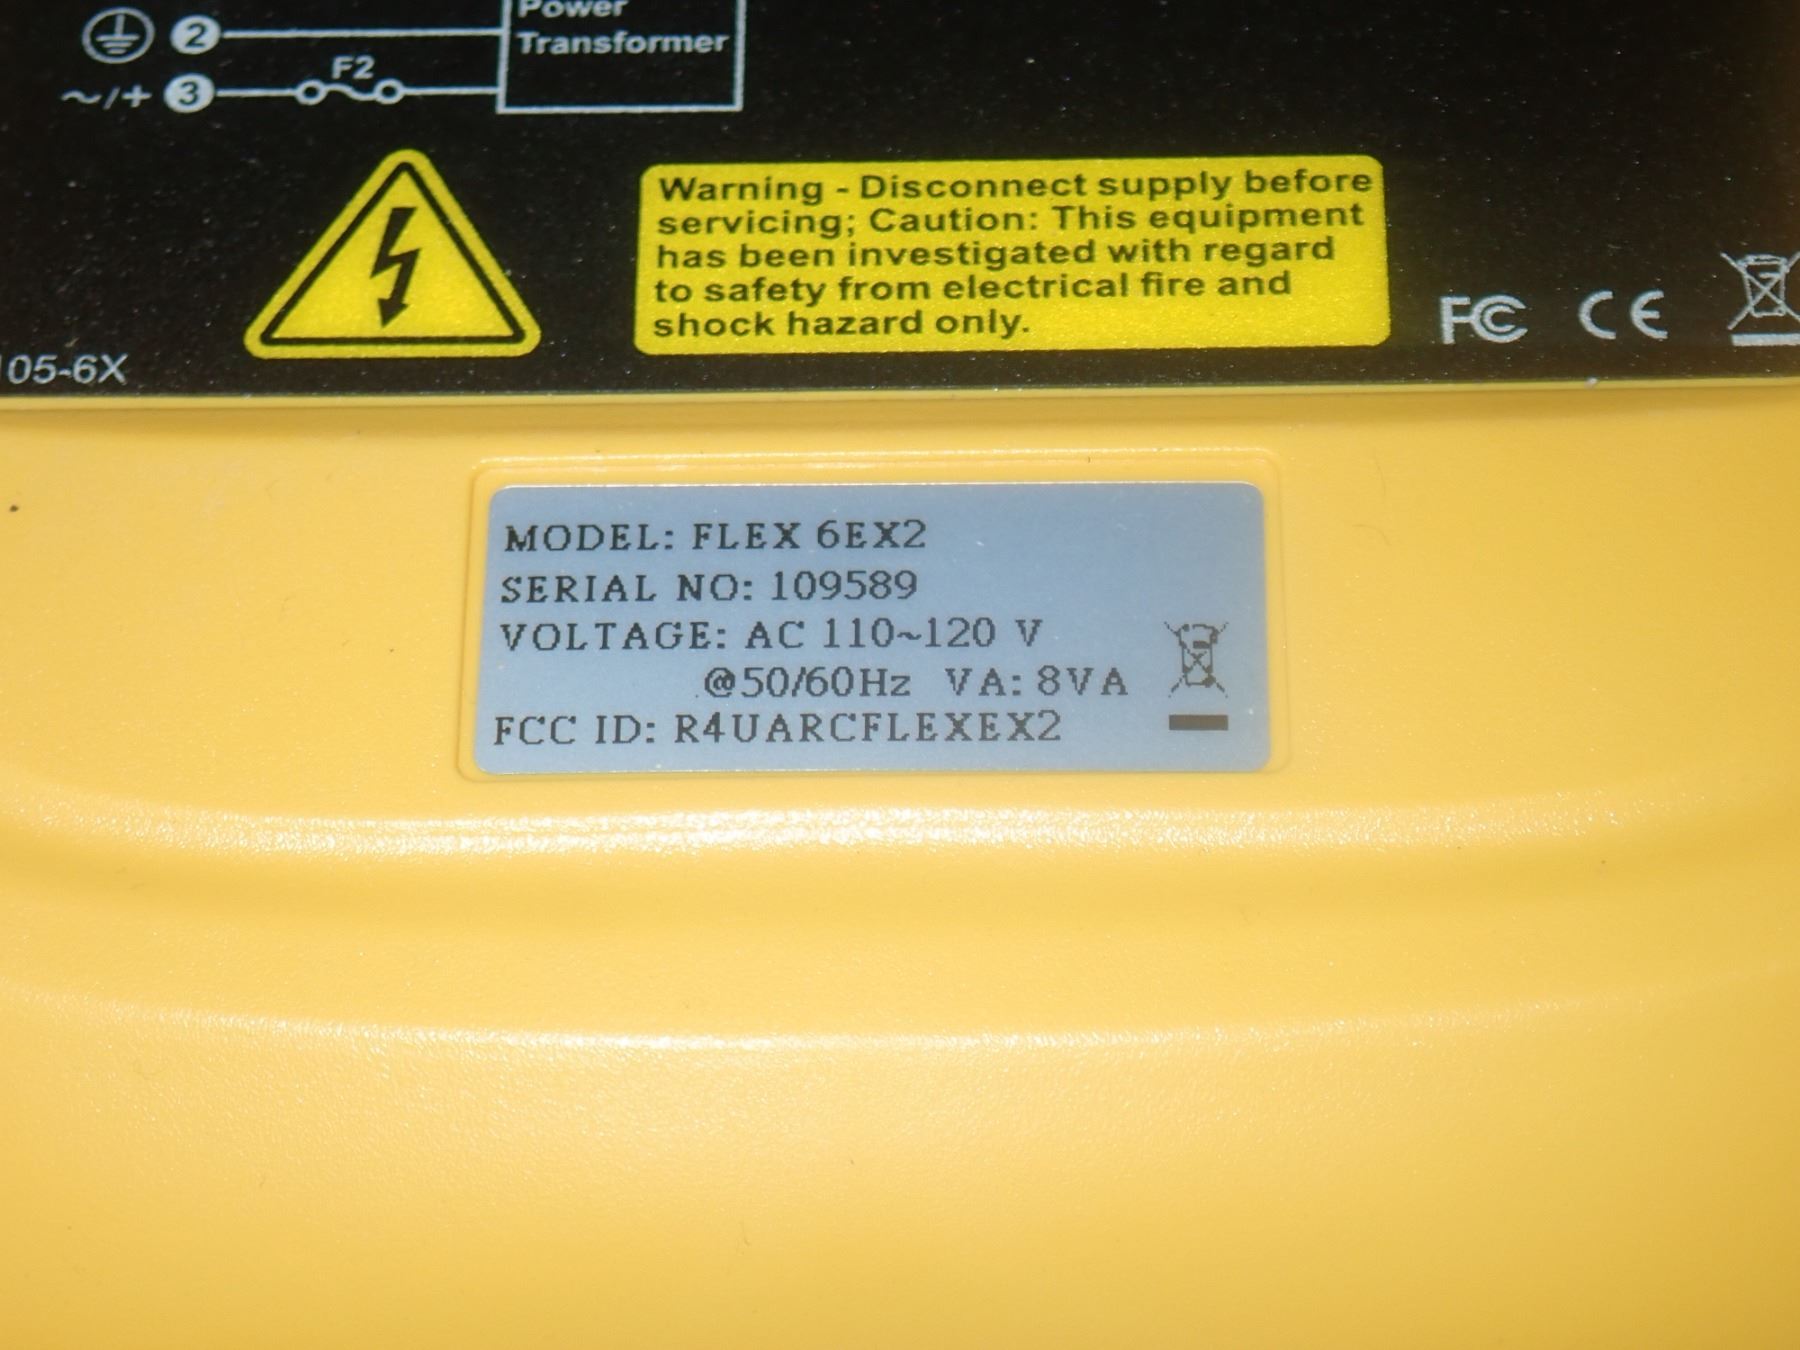 Power
2
Transformer
F2
~/+ 3
Warning - Disconnect supply before
servicing; Caution: This equipment
has been investigated with regard
to safety from electrical fire and
shock hazard only.
FC CE
105-6X
MODEL: FLEX 6EX2
SERIAL NO: 109589
VOLTAGE: AC 110~120 V
@50/60Hz VA: 8VA
FCC ID: R4UARCFLEXEX2